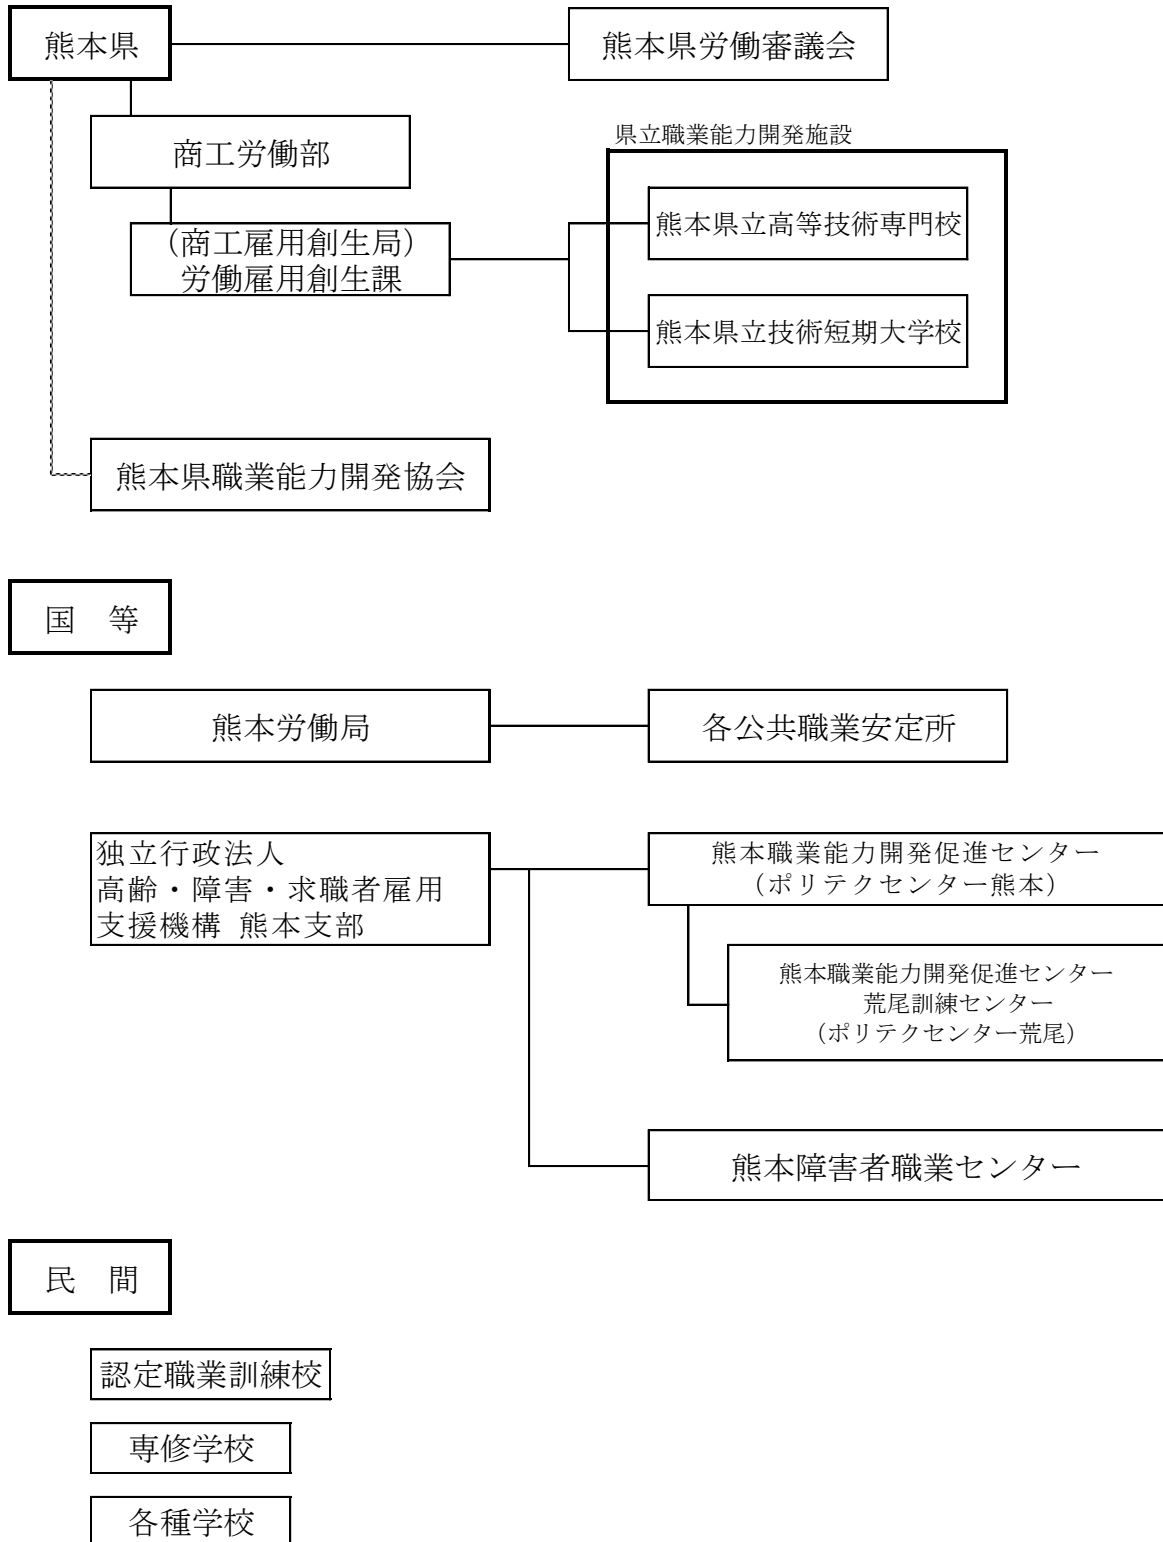 熊本県
熊本県労働審議会
商工労働部
県立職業能力開発施設
熊本県立高等技術専門校
（商工雇用創生局）
労働雇用創生課
熊本県立技術短期大学校
熊本県職業能力開発協会
国　等
熊本労働局
各公共職業安定所
独立行政法人
高齢・障害・求職者雇用
支援機構 熊本支部
熊本職業能力開発促進センター
（ポリテクセンター熊本）
熊本職業能力開発促進センター
荒尾訓練センター
（ポリテクセンター荒尾）
熊本障害者職業センター
民　間
認定職業訓練校
専修学校
各種学校